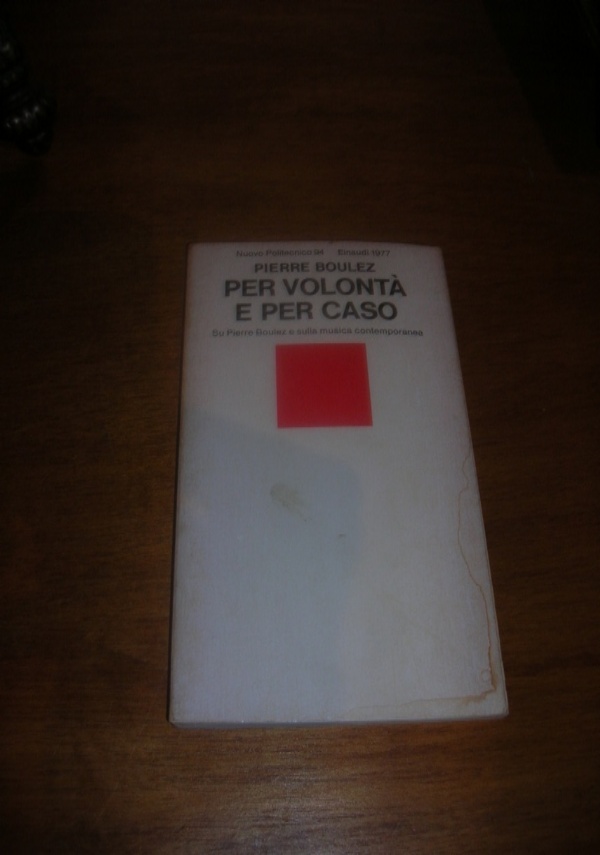 Nuovo Politecnico 94 Einaudi 1977
PIERRE BOULEZ
PER VOLONTÀ
E PER CASO
Su Pierre Boulez e sulla musica contemporanea